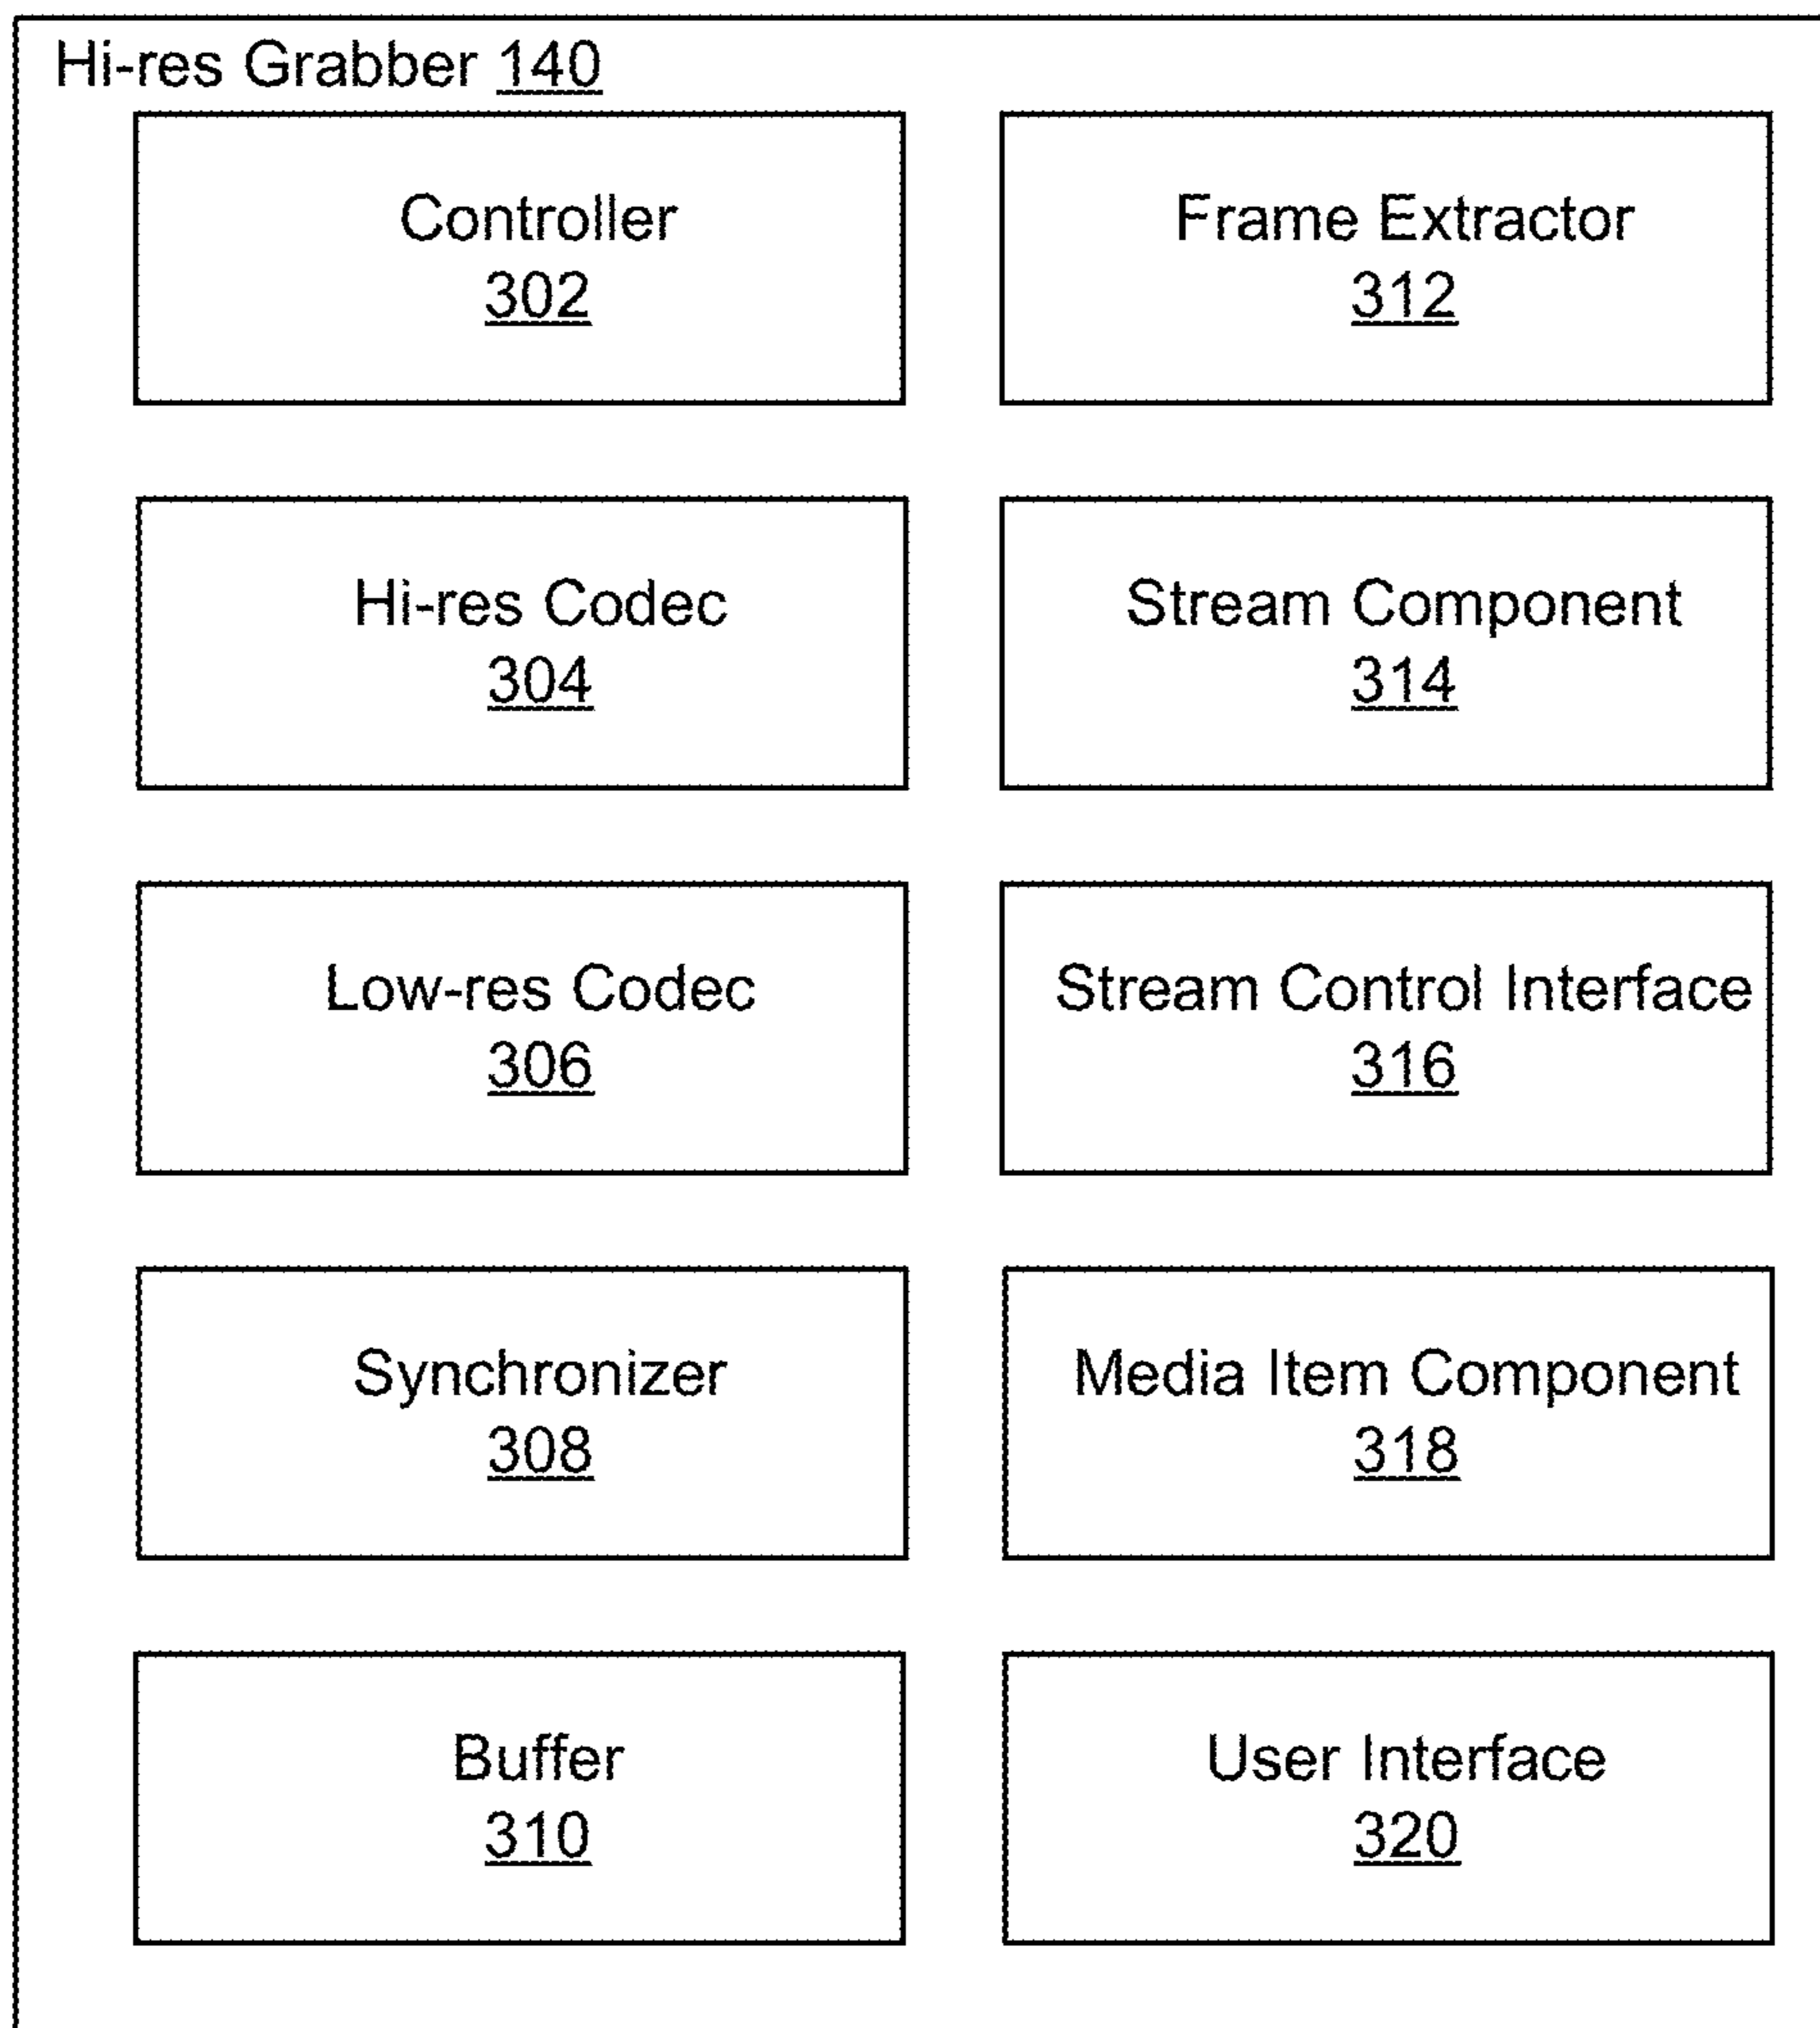 Hi-res Grabber 140
Controller
302
Frame Extractor
312
Hi-res Codec
304
Stream Component
314
Low-res Codec
306
Stream Control Interface
316
Synchronizer
308
Media Item Component
318
Buffer
310
User Interface
320